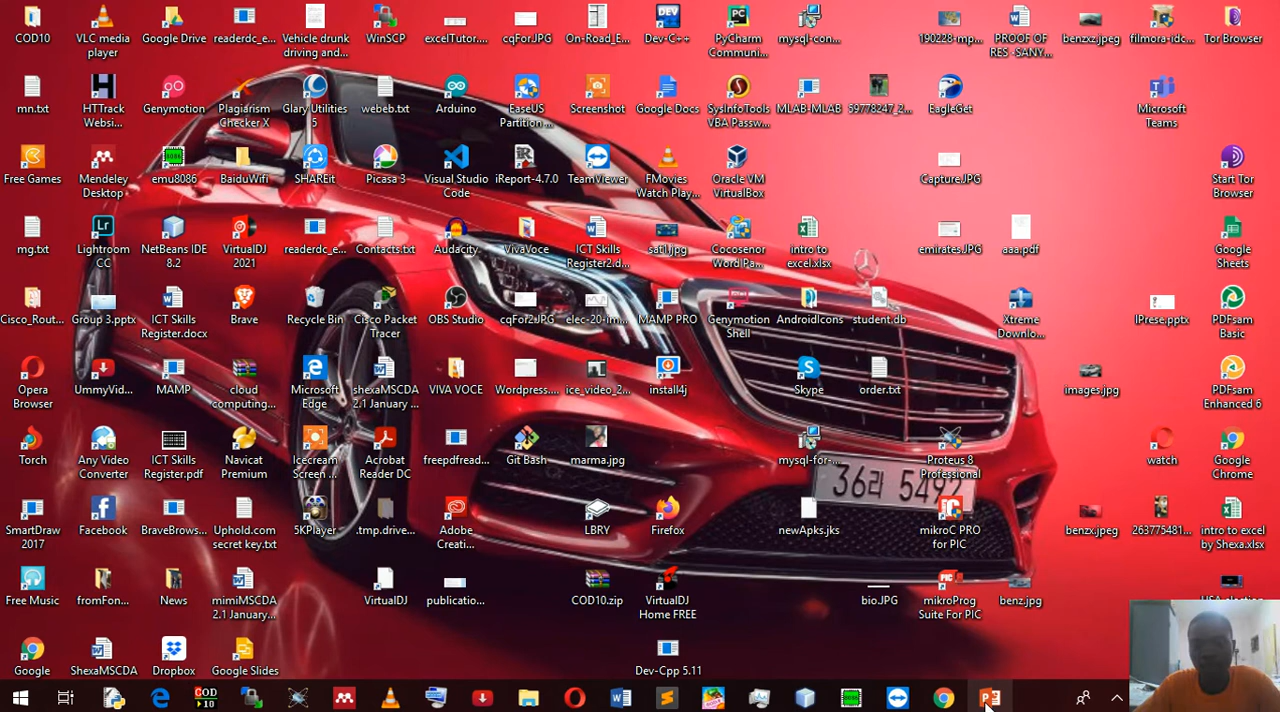 COD10
VLC media
player
Google Drive
readerdc_e...
Vehicle drunk
driving and...
WinSCP
excelTutor....
cqForJPG
On-Road_E...
Dev-C++
PyCharm
Communi...
mysql-con...
190228-mp...
PROOF OF
RES -SANY...
benzxz.jpeg
filmora-idc...
Tor Browser
mn.txt
HTTrack
Websi...
Genymotion
Plagiarism
Checker X
Glary Utilities
5
webeb.txt
Arduino
EaseUS
Partition ...
Screenshot
Google Docs
SysInfoTools
VBA Passw...
MLAB-MLAB
59778247_2...
EagleGet
Microsoft
Teams
Free Games
Mendeley
Desktop
emu8086
BaiduWifi
SHAREit
Picasa 3
Visual Studio
Code
iReport-4.7.0
TeamViewer
FMovies
Watch Play...
Oracle VM
VirtualBox
Capture.JPG
Start Tor
Browser
mg.txt
Lightroom
CC
NetBeans IDE
8.2
VirtualDJ
2021
readerdc_e...
Contacts.txt
Audacity
VivaVoce
ICT Skills
Register2.d...
sat1.jpg
Cocosenor
Word Pa...
intro to
excel.xlsx
emirates.JPG
aaa.pdf
Google
Sheets
Cisco_Rout...
Group 3.pptx
ICT Skills
Register.docx
Brave
Recycle Bin
Cisco Packet
Tracer
OBS Studio
cqFor2.JPG
elec-20-im...
MAMP PRO
Genymotion
Shell
AndroidIcons
student.db
Xtreme
Downlo...
IPrese.pptx
PDFsam
Basic
Opera
Browser
UmmyVid...
MAMP
cloud
computing...
Microsoft
Edge
shexaMSCDA
2.1 January ...
VIVA VOCE
Wordpress....
ice_video_2...
install4j
Skype
order.txt
images.jpg
PDFsam
Enhanced 6
Torch
Any Video
Converter
ICT Skills
Register.pdf
Navicat
Premium
Icecream
Screen ...
Acrobat
Reader DC
freepdfread...
Git Bash
marma.jpg
mysql-for-...
Proteus 8
Professional
watch
Google
Chrome
36러 549
SmartDraw
2017
Facebook
BraveBrows...
Uphold.com
secret key.txt
5KPlayer
.tmp.drive...
Adobe
Creati...
LBRY
Firefox
newApks.jks
mikroC PRO
for PIC
benzx.jpeg
263775481...
intro to excel
by Shexa.xlsx
Free Music
fromFon...
News
mimiMSCDA
2.1 January...
VirtualDJ
publicatio...
COD10.zip
VirtualDJ
Home FREE
bio.JPG
mikroProg
Suite For PIC
benz.jpg
Google
ShexaMSCDA
Dropbox
Google Slides
Dev-Cpp 5.11
COD
10